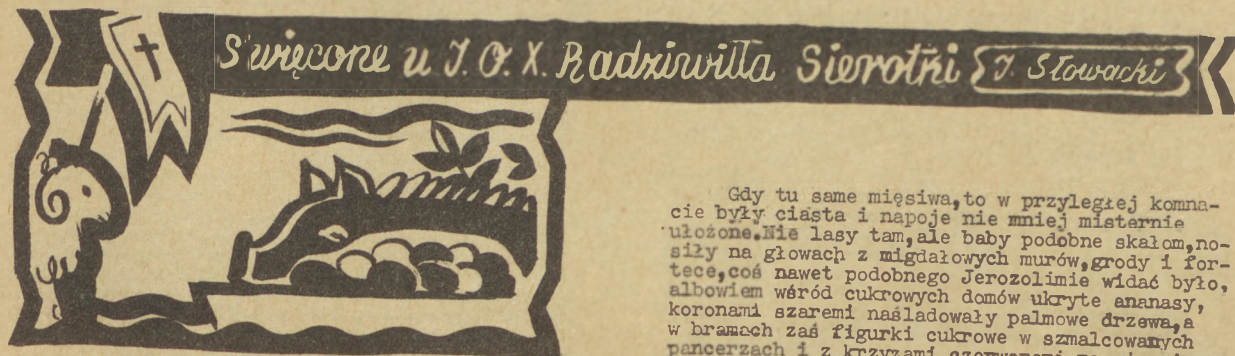 Święcone u J. O. X. Radziwiłła Sierotki J. Słowacki
Gdy tu same mięsiwa,to w przyległej komna-
cie były ciasta i napoje nie mniej misternie
ułożone.Nie lasy tam,ale baby podobne skałom,no-
siły na głowach z migdałowych murów,grody i for-
tece,coś nawet podobnego Jerozolimie widać było,
albowiem wśród cukrowych domów ukryte ananasy,
koronami szaremi naśladowały palmowe drzewa,a
w bramach zaś figurki cukrowe w szmalcowanych
pancerzach i z krzyżami